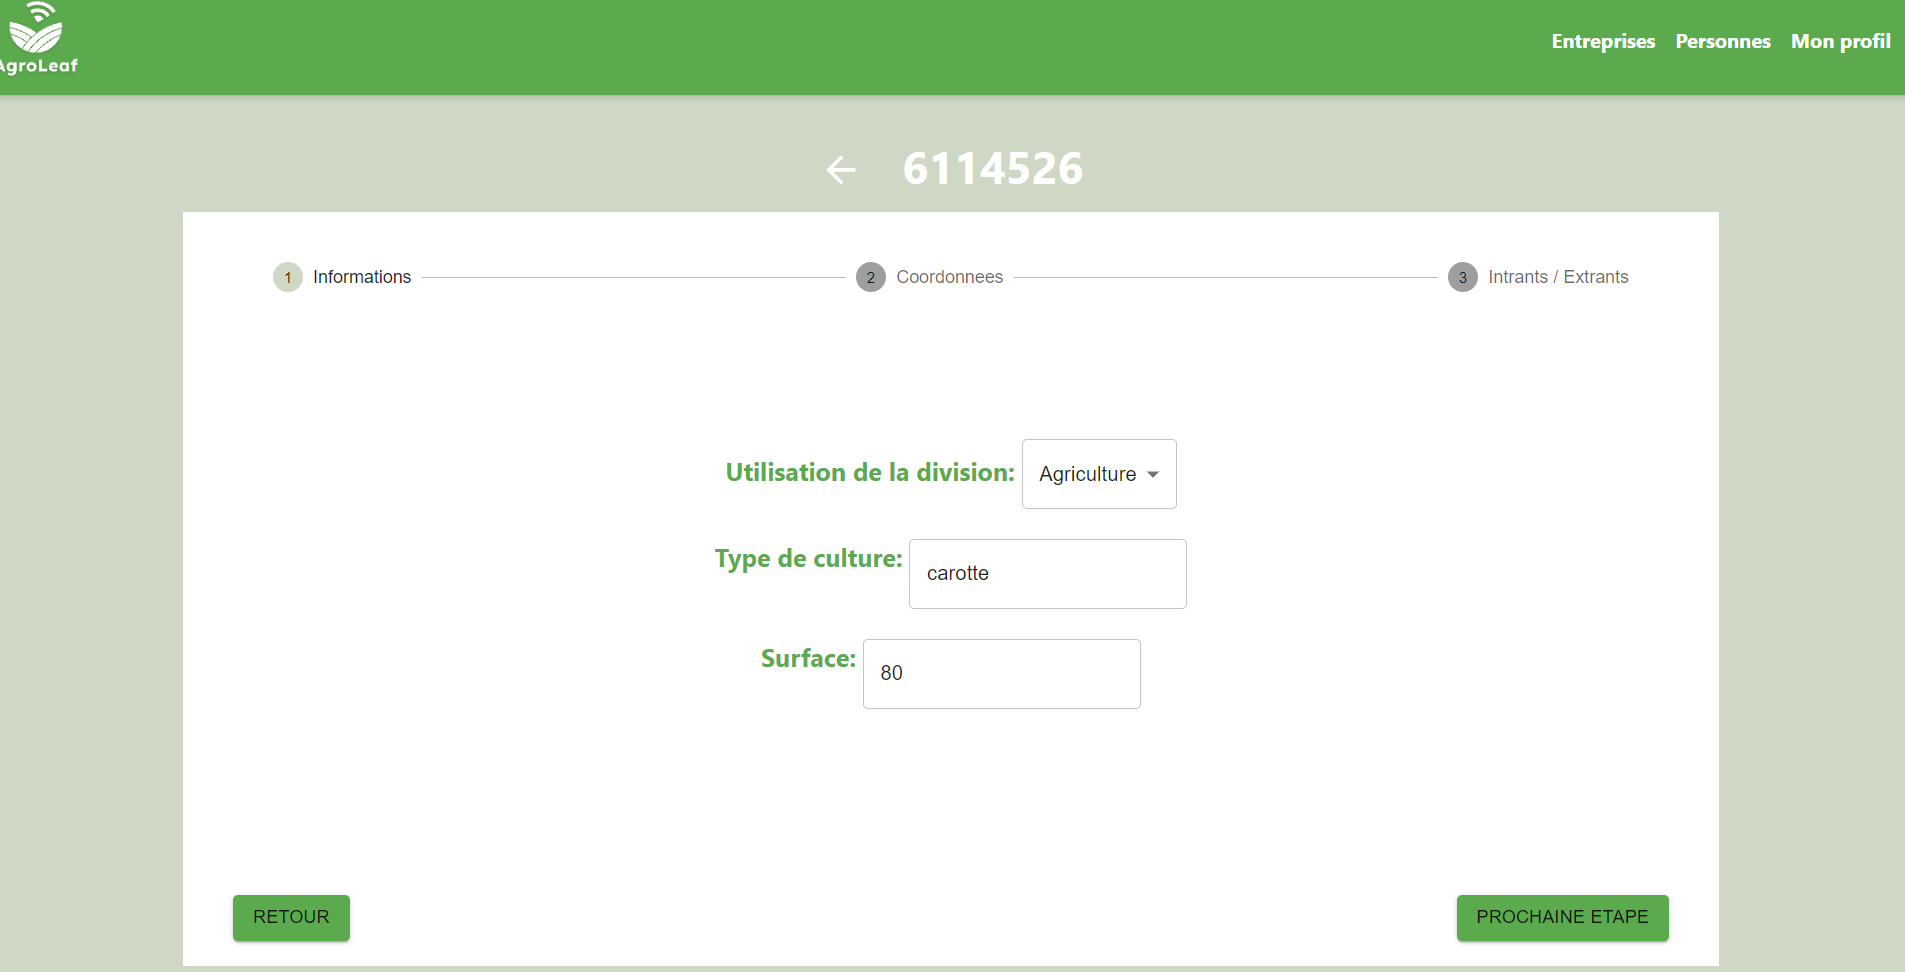 AgroLeaf
Entreprises Personnes Mon profil
6114526
1 Informations 2 Coordonnees 3 Intrants / Extrants
Utilisation de la division: Agriculture
Type de culture: carotte
Surface: 80
RETOUR PROCHAINE ETAPE